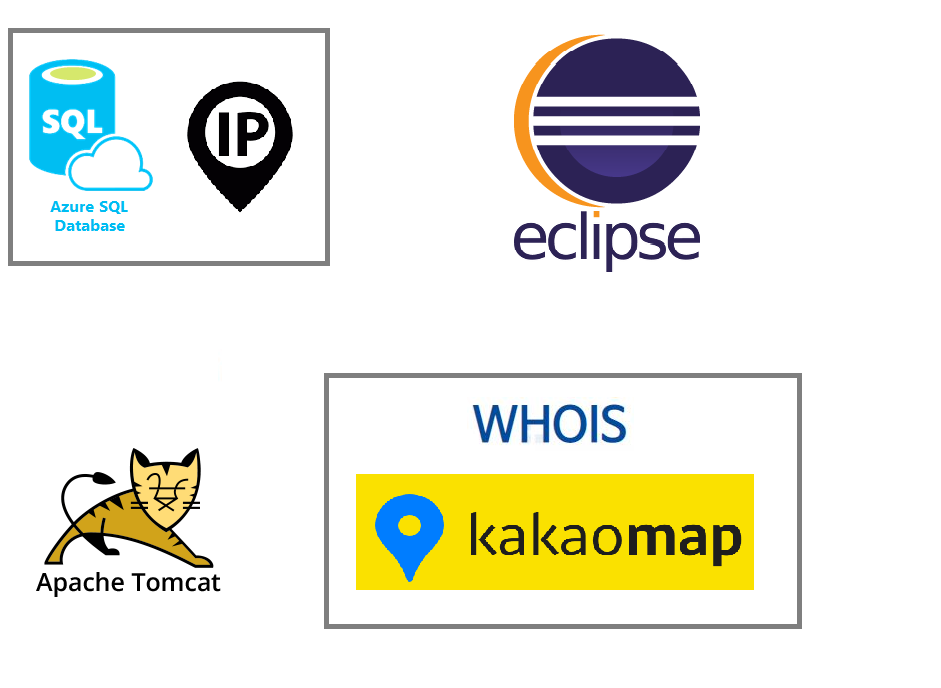 SQL
IP
Azure SQL
Database
eclipse
WHOIS
kakaomap
Apache Tomcat